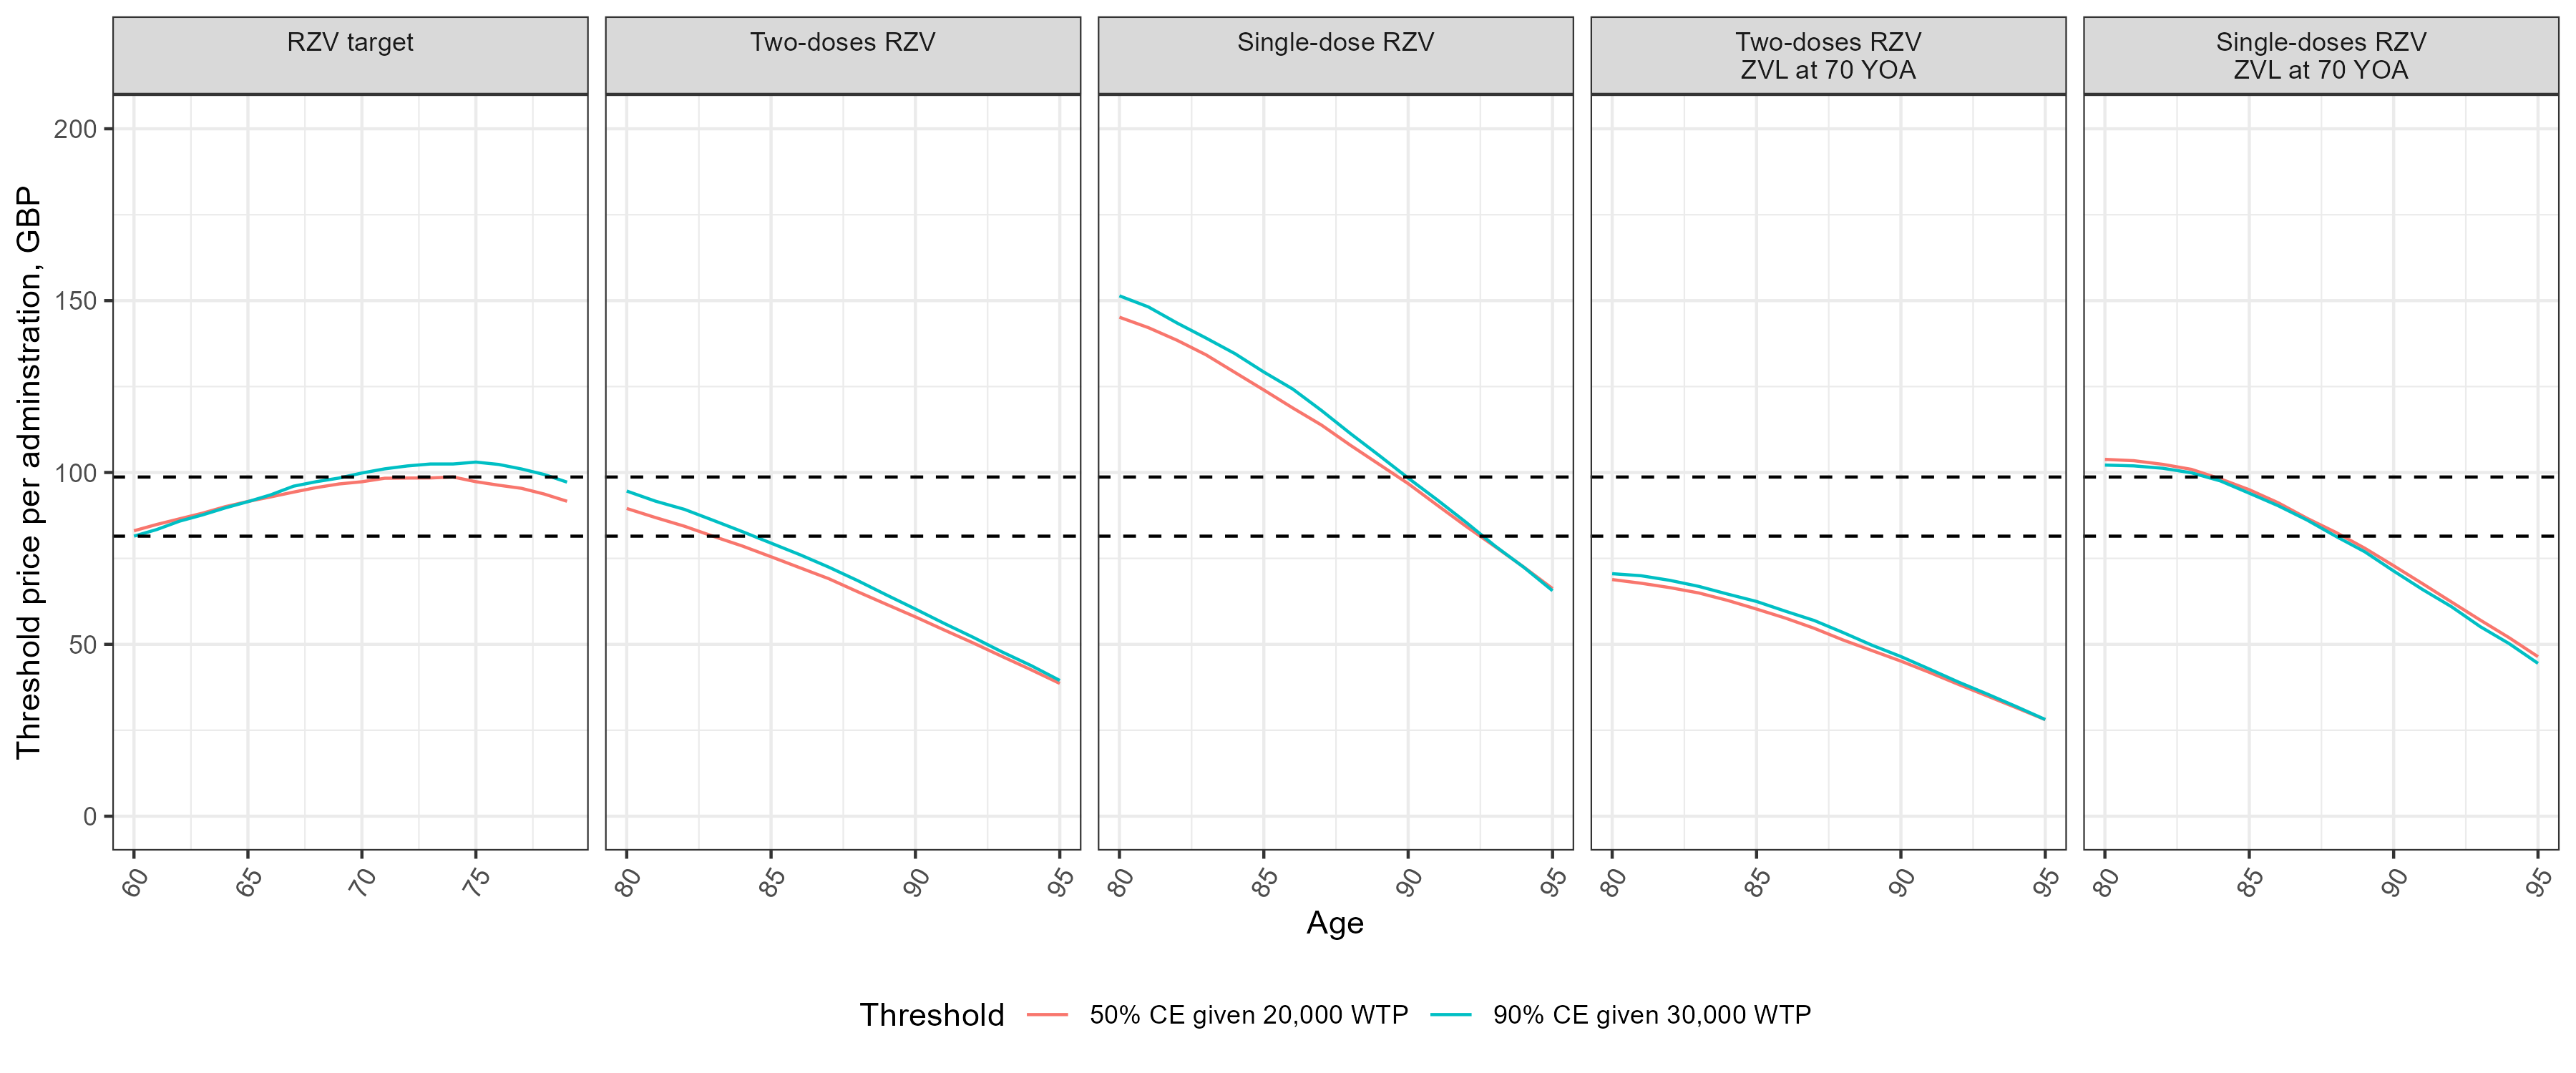 RZV target
Two-doses RZV
Single-dose RZV
Two-doses RZV
ZVL at 70 YOA
Single-doses RZV
ZVL at 70 YOA
Threshold price per adminstration, GBP
200
150
100
50
0
60 65 70 75
80 85 90 95
80 85 90 95
80 85 90 95
80 85 90 95
Age
Threshold 50% CE given 20,000 WTP 90% CE given 30,000 WTP